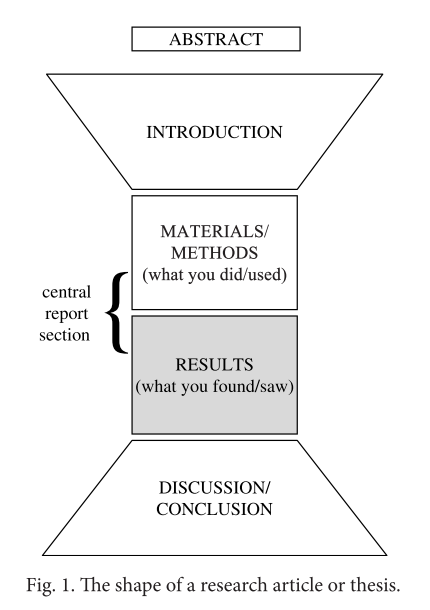 ABSTRACT
INTRODUCTION
MATERIALS/
METHODS
(what you did/used)
central
report
section
RESULTS
(what you found/saw)
DISCUSSION/
CONCLUSION
Fig. 1. The shape of a research article or thesis.